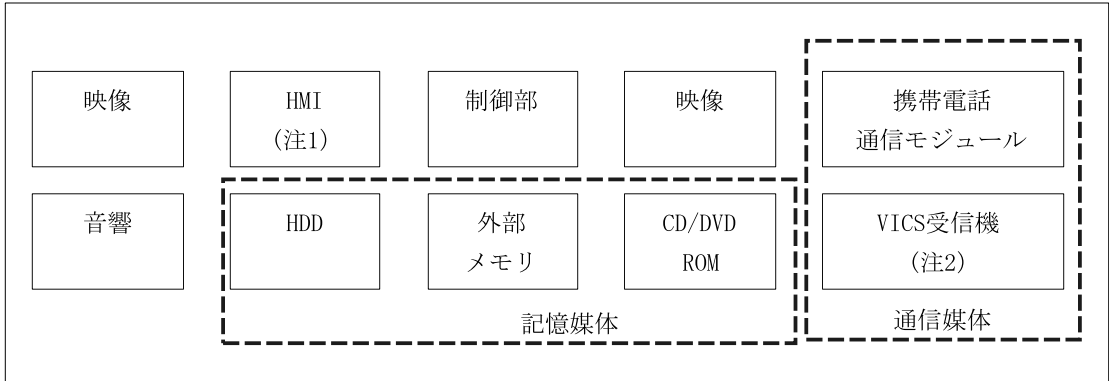 映像
HMI
(注1)
制御部
映像
携帯電話
通信モジュール
音響
HDD
外部
メモリ
CD/DVD
ROM
VICS受信機
(注2)
記憶媒体
通信媒体